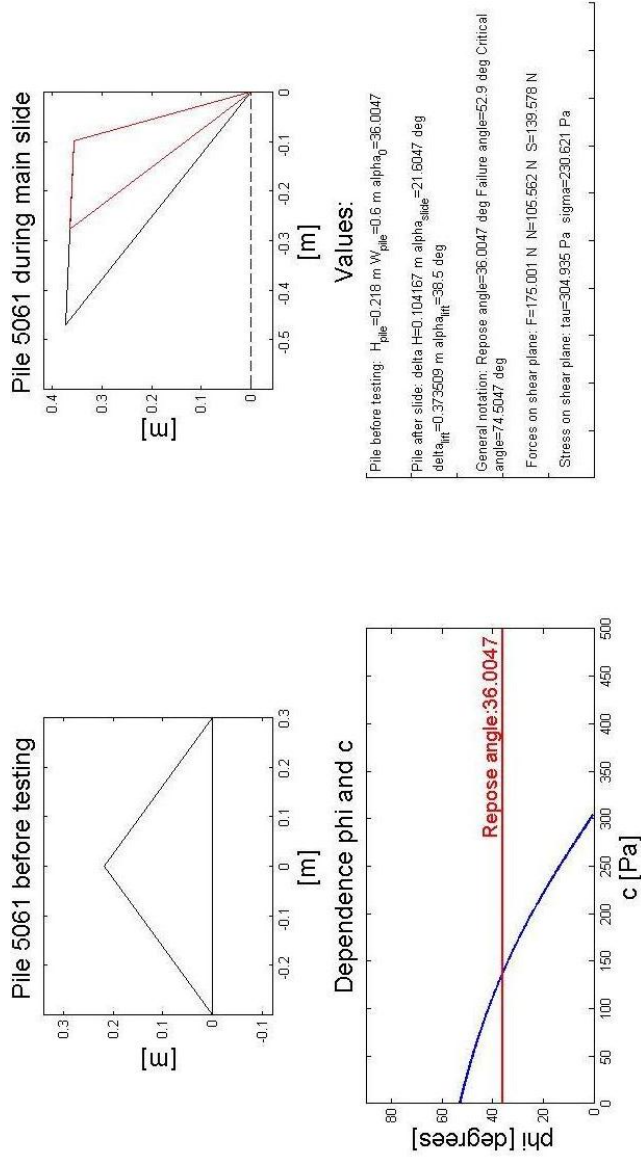 Pile 5061 before testing
[m]
0.3
0.2
0.1
0
-0.1
-0.2
-0.1
0
0.1
0.2
0.3
[m]
Pile 5061 during main slide
[m]
0.4
0.3
0.2
0.1
0
-0.5
-0.4
-0.3
-0.2
-0.1
0
[m]
Dependence phi and c
phi [degrees]
80
60
40
20
0
Repose angle:36.0047
0
50
100
150
200
250
300
350
400
450
500
c [Pa]
Values:
Pile before testing: H_pile=0.218 m W_pile=0.6 m alpha_0=36.0047
Pile after slide: delta H=0.104167 m alpha_slide=21.6047 deg
delta_lift=0.373509 m alpha_lift=38.5 deg
General notation: Repose angle=36.0047 deg Failure angle=52.9 deg Critical
angle=74.5047 deg
Forces on shear plane: F=175.001 N N=105.562 N S=139.578 N
Stress on shear plane: tau=304.935 Pa sigma=230.621 Pa